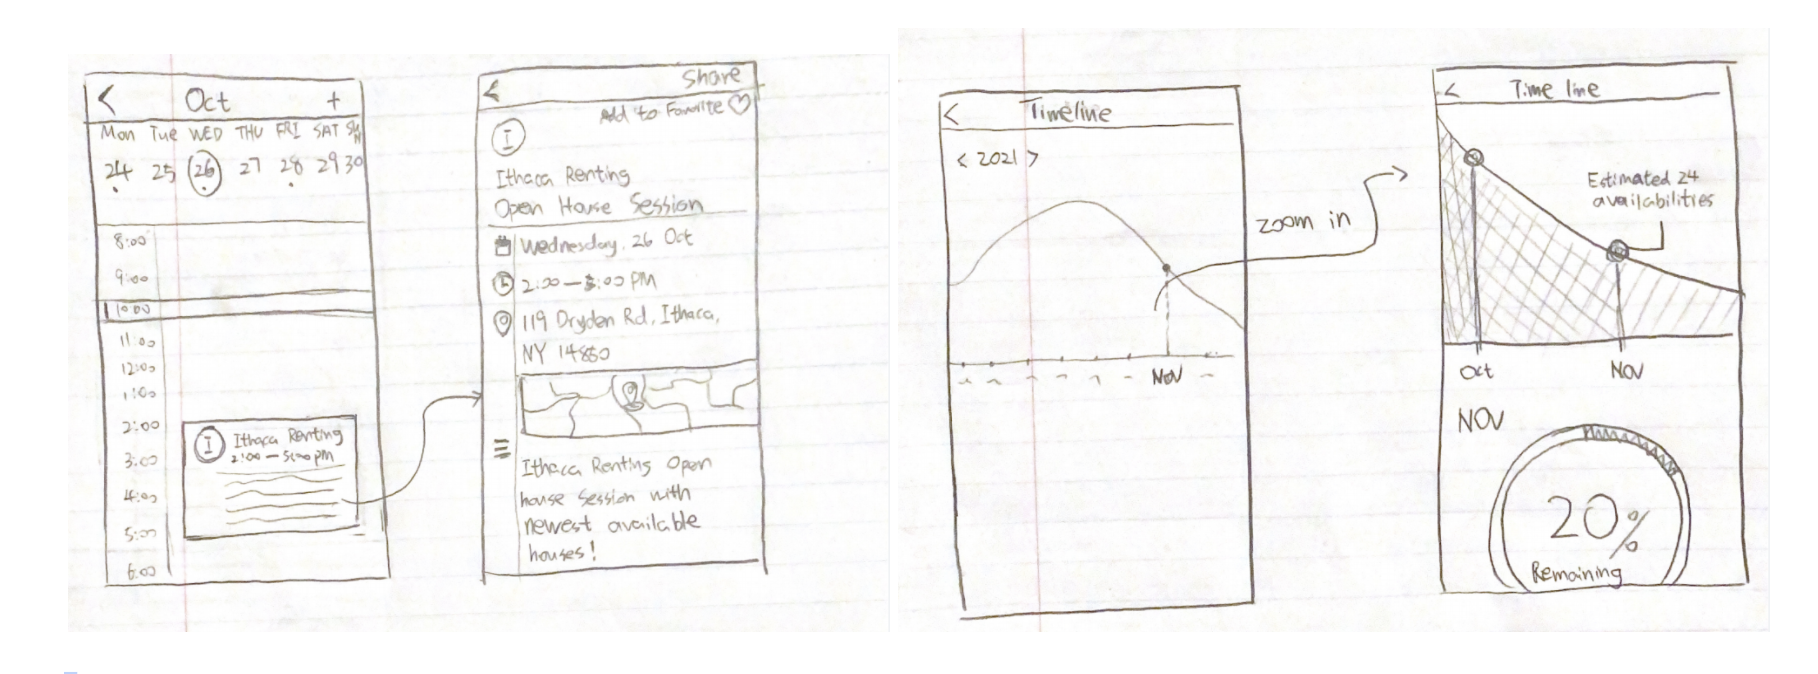 Oct +
Mon Tue WED THU FRI SAT SUN
24 25 26 27 28 29 30
8:00
9:00
10:00
11:00
12:00
1:00
2:00
3:00
4:00
5:00
6:00
I Ithaca Renting
2:00 — 5:00 pm
Share
Add to Favorite
I
Ithaca Renting
Open House Session
Wednesday, 26 Oct
2:00 — 5:00 PM
119 Dryden Rd, Ithaca,
NY 14850
Ithaca Renting Open
house session with
newest available
houses!
Timeline
< 2021 >
NOV
zoom in
Time line
Estimated 24
availabilities
Oct NOV
NOV
20%
Remaining